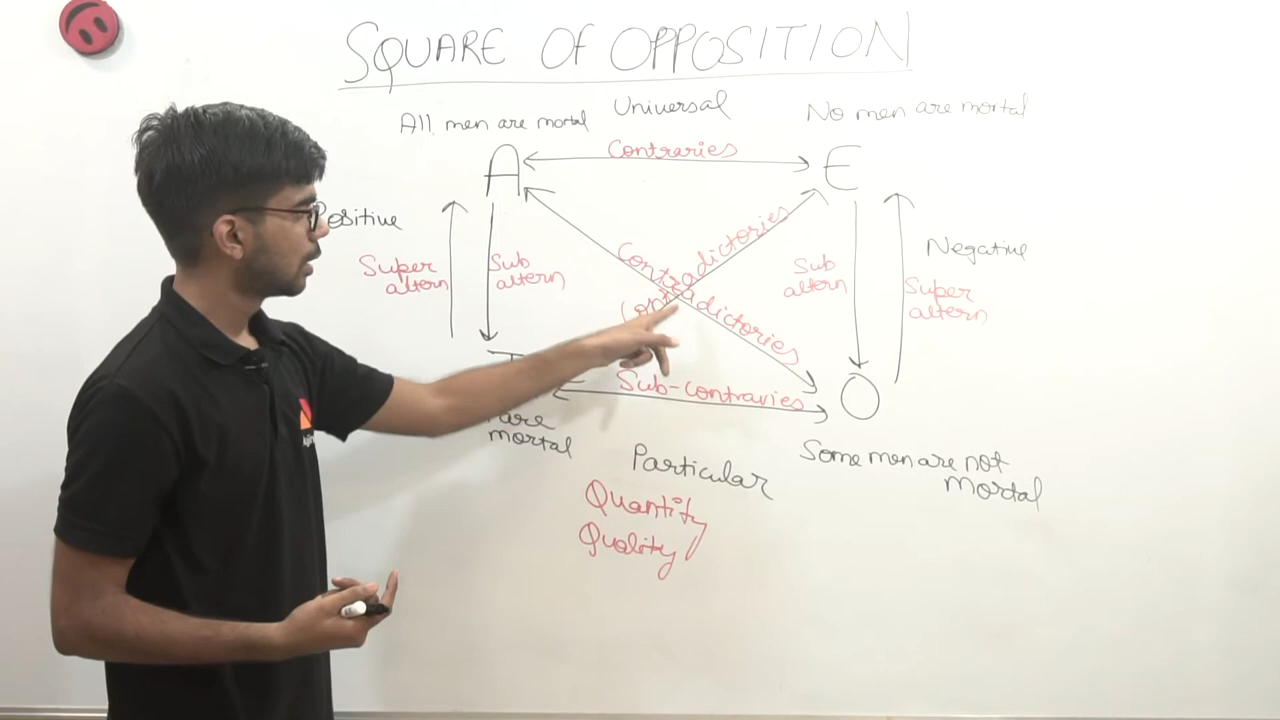 SQUARE OF OPPOSITION
All men are mortal
Universal
No men are mortal
A
Contraries
E
Positive
Super
altern
Sub
altern
Contradictories
Contradictories
Sub
altern
Super
altern
Negative
Sub-contraries
O
are
mortal
Particular
Some men are not
Mortal
Quantity
Quality